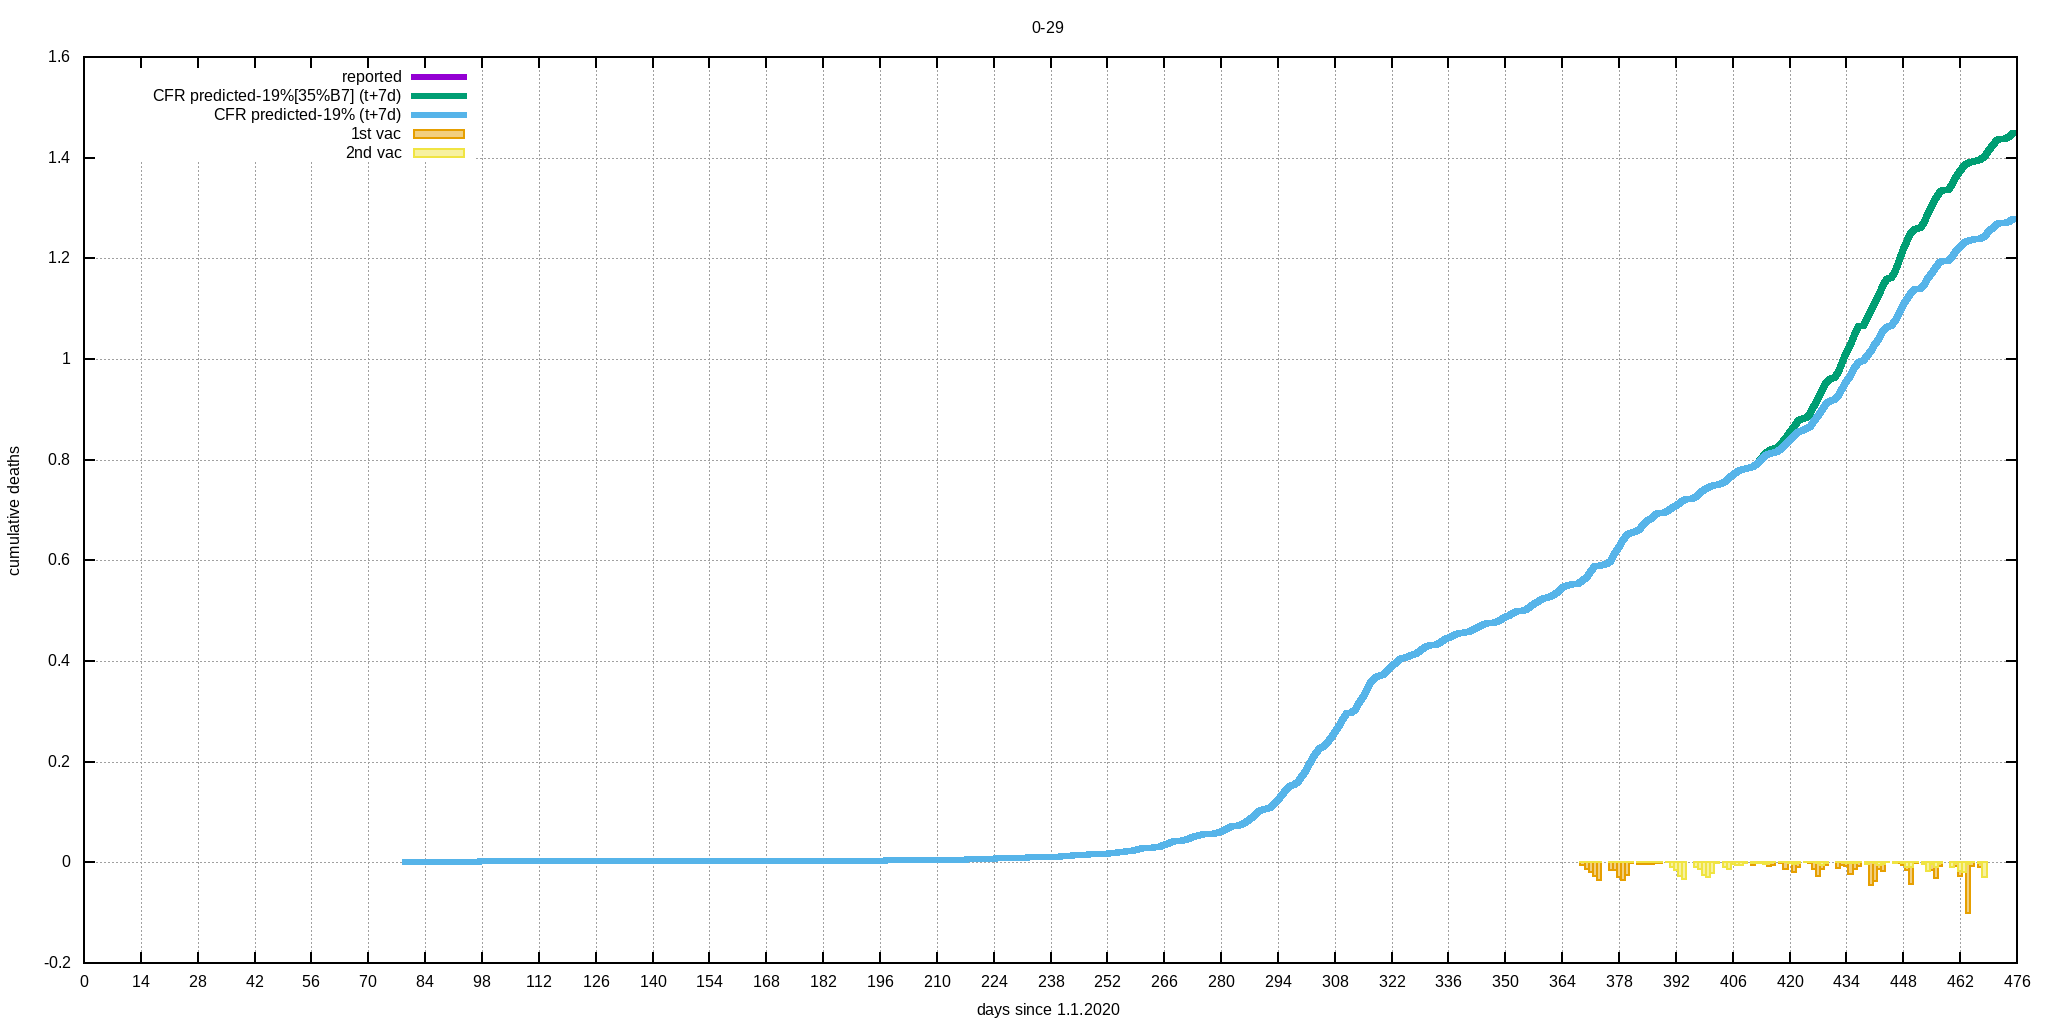 0-29
1.6
1.4
1.2
1
0.8
0.6
0.4
0.2
0
-0.2
cumulative deaths
reported
CFR predicted-19%[35%B7] (t+7d)
CFR predicted-19% (t+7d)
1st vac
2nd vac
0 14 28 42 56 70 84 98 112 126 140 154 168 182 196 210 224 238 252 266 280 294 308 322 336 350 364 378 392 406 420 434 448 462 476
days since 1.1.2020